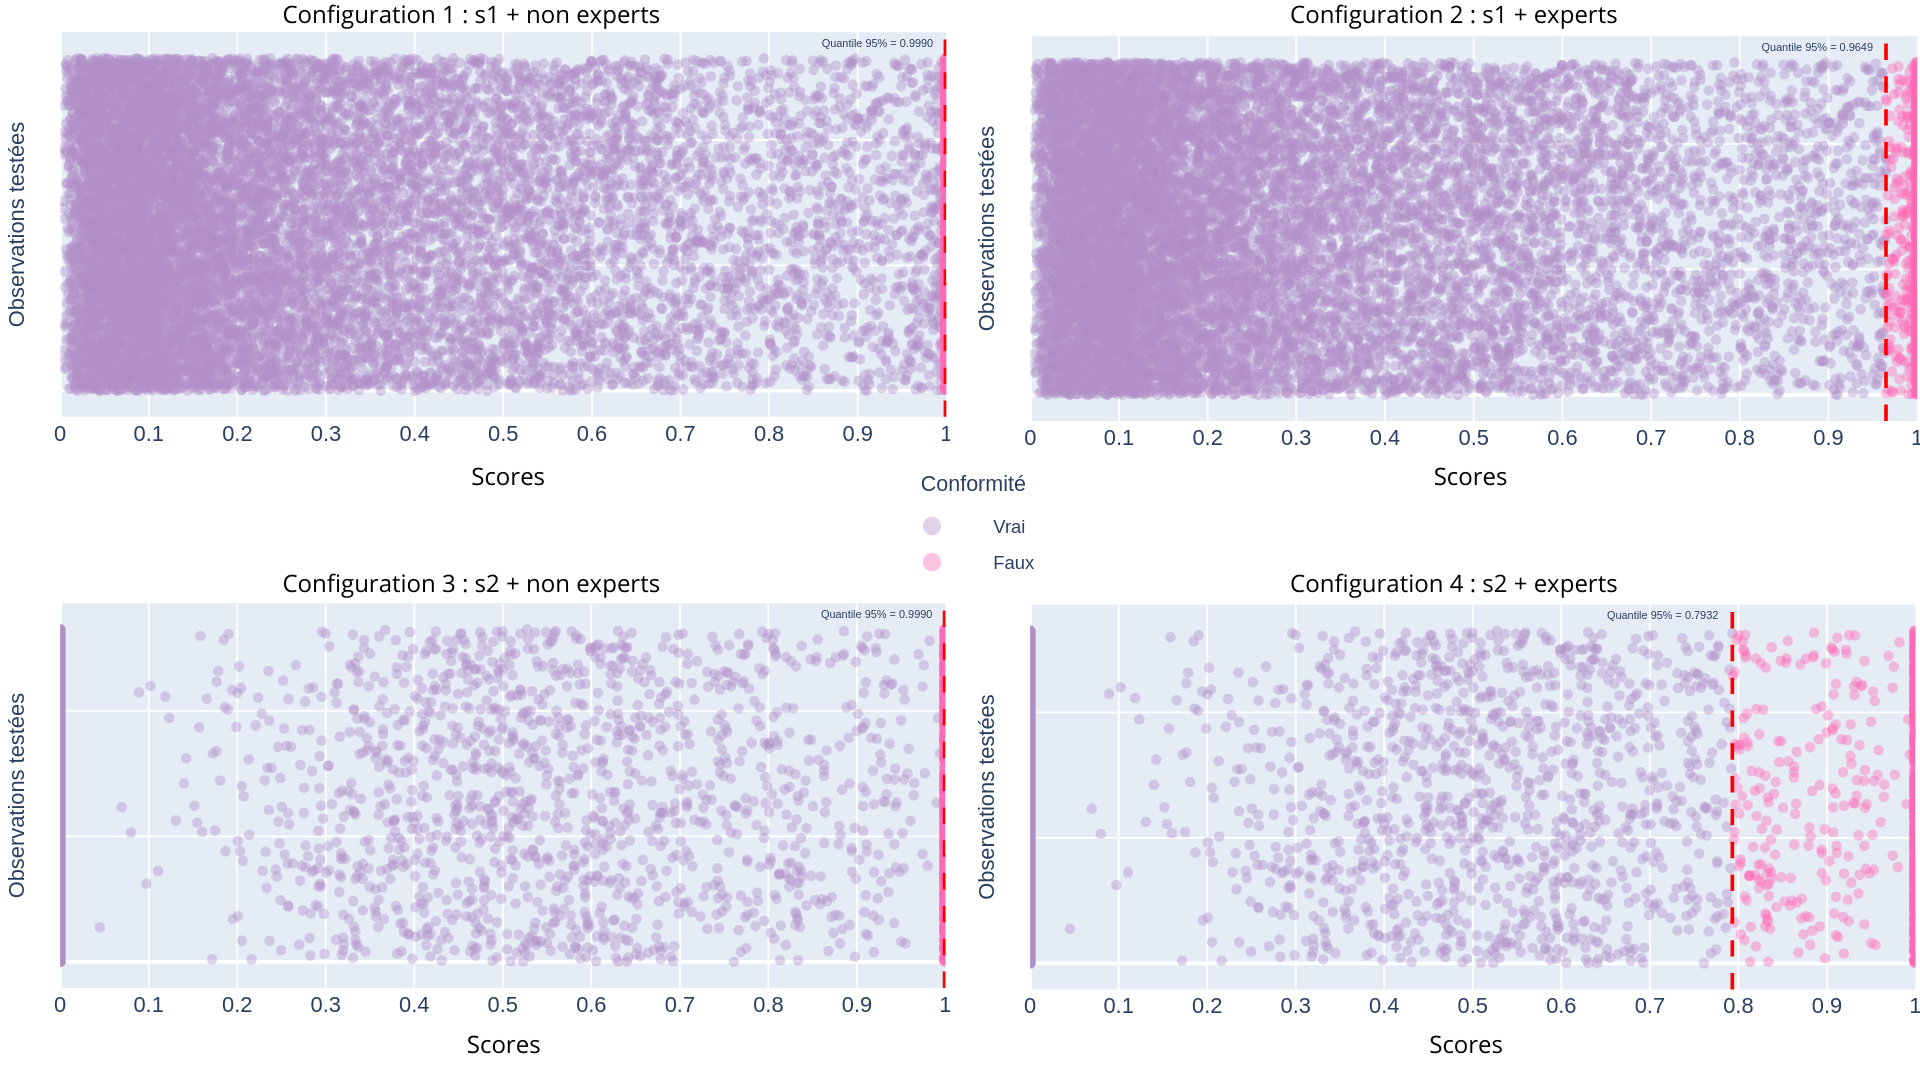 Configuration 1 : s1 + non experts
Quantile 95% = 0.9990
Observations testées
0 0.1 0.2 0.3 0.4 0.5 0.6 0.7 0.8 0.9 1
Scores
Configuration 2 : s1 + experts
Quantile 95% = 0.9649
Observations testées
0 0.1 0.2 0.3 0.4 0.5 0.6 0.7 0.8 0.9 1
Scores
Conformité
Vrai
Faux
Configuration 3 : s2 + non experts
Quantile 95% = 0.9990
Observations testées
0 0.1 0.2 0.3 0.4 0.5 0.6 0.7 0.8 0.9 1
Scores
Configuration 4 : s2 + experts
Quantile 95% = 0.7932
Observations testées
0 0.1 0.2 0.3 0.4 0.5 0.6 0.7 0.8 0.9 1
Scores